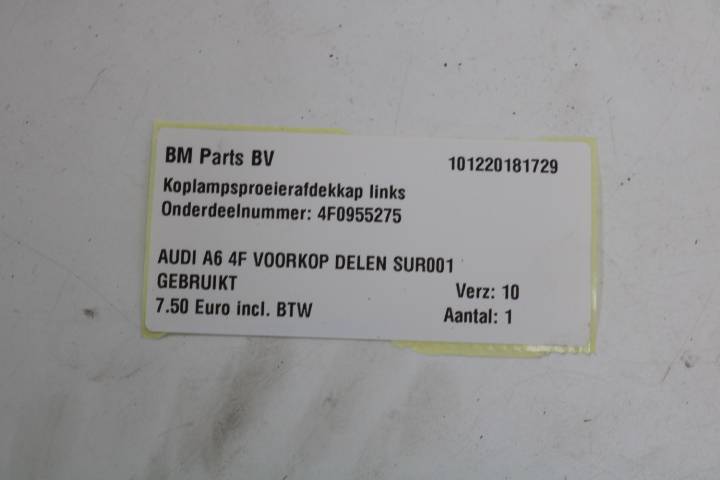 BM Parts BV 101220181729
Koplampsproeierafdekkap links
Onderdeelnummer: 4F0955275
AUDI A6 4F VOORKOP DELEN SUR001
GEBRUIKT Verz: 10
7.50 Euro incl. BTW Aantal: 1